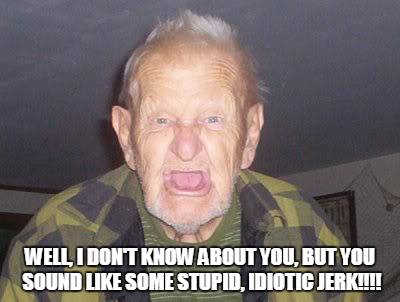 WELL, I DON'T KNOW ABOUT YOU, BUT YOU
SOUND LIKE SOME STUPID, IDIOTIC JERK!!!!